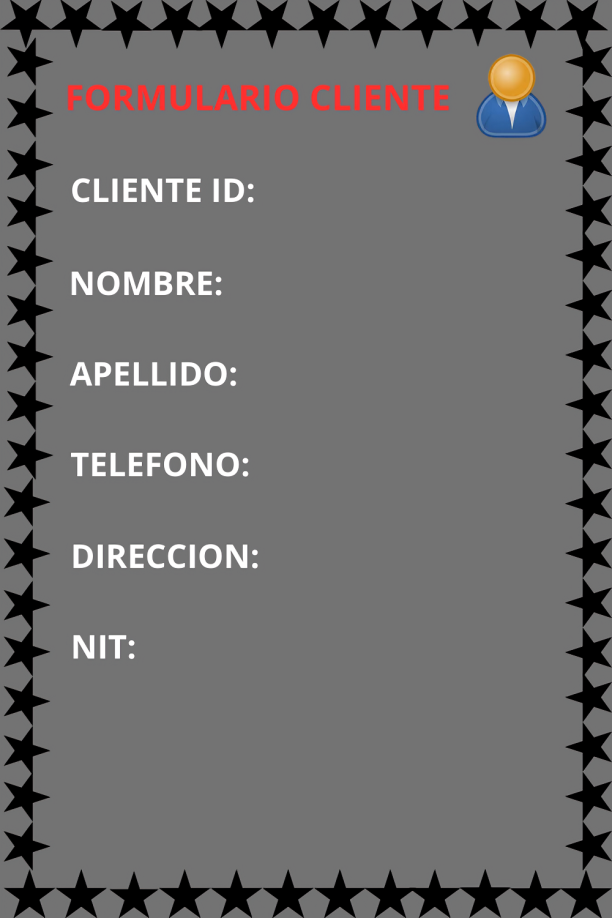 FORMULARIO CLIENTE
CLIENTE ID:
NOMBRE:
APELLIDO:
TELEFONO:
DIRECCION:
NIT: